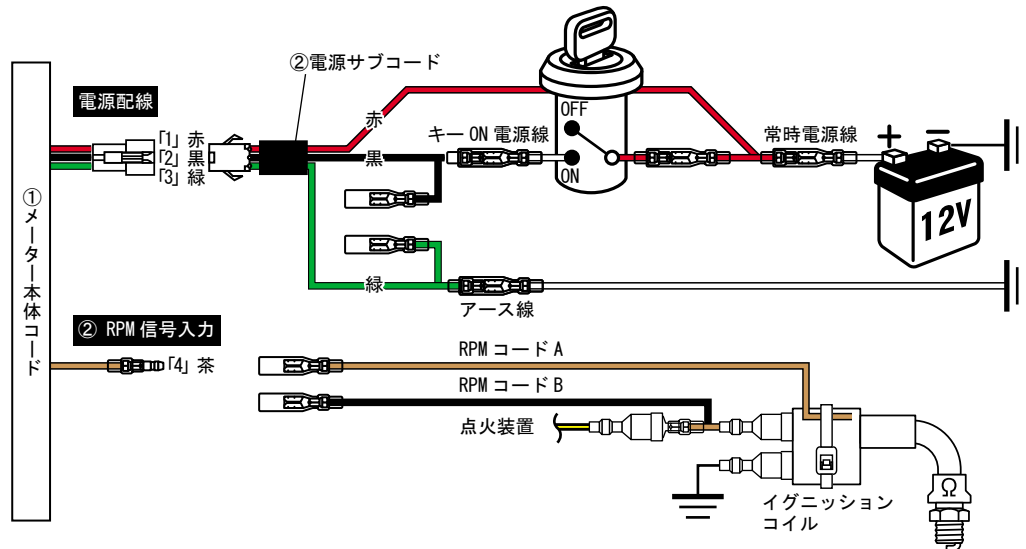 ②電源サブコード
電源配線
「1」赤
「2」黒
「3」緑
赤
黒
キー ON 電源線
OFF
ON
常時電源線
+ −
12V
①メーター本体コード
緑
アース線
② RPM 信号入力
「4」茶
RPM コード A
RPM コード B
点火装置
イグニッション
コイル
Ω